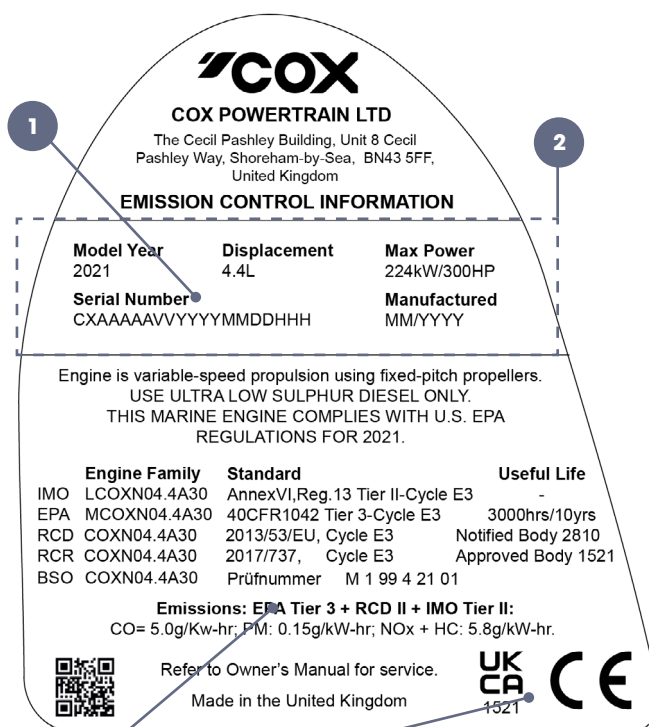 COX
COX POWERTRAIN LTD
The Cecil Pashley Building, Unit 8 Cecil
Pashley Way, Shoreham-by-Sea, BN43 5FF,
United Kingdom
EMISSION CONTROL INFORMATION
1
2
Model Year Displacement Max Power
2021 4.4L 224kW/300HP
Serial Number Manufactured
CXAAAAAVVYYYYMMDDHHH MM/YYYY
Engine is variable-speed propulsion using fixed-pitch propellers.
USE ULTRA LOW SULPHUR DIESEL ONLY.
THIS MARINE ENGINE COMPLIES WITH U.S. EPA
REGULATIONS FOR 2021.
Engine Family Standard Useful Life
IMO LCOXN04.4A30 AnnexVI,Reg.13 Tier II-Cycle E3 -
EPA MCOXN04.4A30 40CFR1042 Tier 3-Cycle E3 3000hrs/10yrs
RCD COXN04.4A30 2013/53/EU, Cycle E3 Notified Body 2810
RCR COXN04.4A30 2017/737, Cycle E3 Approved Body 1521
BSO COXN04.4A30 Prüfnummer M 1 99 4 21 01
Emissions: EPA Tier 3 + RCD II + IMO Tier II:
CO= 5.0g/Kw-hr; PM: 0.15g/kW-hr; NOx + HC: 5.8g/kW-hr.
Refer to Owner's Manual for service.
Made in the United Kingdom
UK
CA
1521
CE